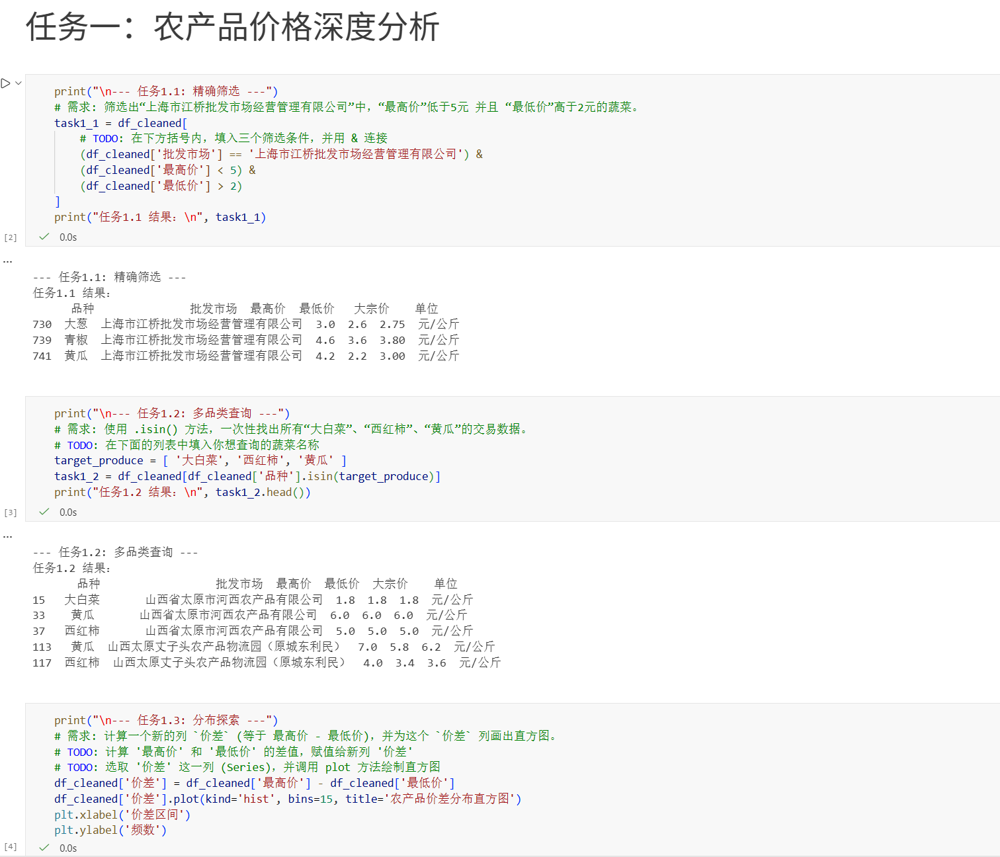 任务一：农产品价格深度分析
print("\n--- 任务1.1: 精确筛选 ---")
# 需求: 筛选出“上海市江桥批发市场经营管理有限公司”中，“最高价”低于5元 并且 “最低价”高于2元的蔬菜。
task1_1 = df_cleaned[
# TODO: 在下方括号内，填入三个筛选条件，并用 & 连接
(df_cleaned['批发市场'] == '上海市江桥批发市场经营管理有限公司') &
(df_cleaned['最高价'] < 5) &
(df_cleaned['最低价'] > 2)
]
print("任务1.1 结果：\n", task1_1)
[2] 0.0s
...
--- 任务1.1: 精确筛选 ---
任务1.1 结果：
品种 批发市场 最高价 最低价 大宗价 单位
730 大葱 上海市江桥批发市场经营管理有限公司 3.0 2.6 2.75 元/公斤
739 青椒 上海市江桥批发市场经营管理有限公司 4.6 3.6 3.80 元/公斤
741 黄瓜 上海市江桥批发市场经营管理有限公司 4.2 2.2 3.00 元/公斤
print("\n--- 任务1.2: 多品类查询 ---")
# 需求: 使用 .isin() 方法，一次性找出所有“大白菜”、“西红柿”、“黄瓜”的交易数据。
# TODO: 在下面的列表中填入你想查询的蔬菜名称
target_produce = [ '大白菜', '西红柿', '黄瓜' ]
task1_2 = df_cleaned[df_cleaned['品种'].isin(target_produce)]
print("任务1.2 结果：\n", task1_2.head())
[3] 0.0s
...
--- 任务1.2: 多品类查询 ---
任务1.2 结果：
品种 批发市场 最高价 最低价 大宗价 单位
15 大白菜 山西省太原市河西农产品有限公司 1.8 1.8 1.8 元/公斤
33 黄瓜 山西省太原市河西农产品有限公司 6.0 6.0 6.0 元/公斤
37 西红柿 山西省太原市河西农产品有限公司 5.0 5.0 5.0 元/公斤
113 黄瓜 山西太原丈子头农产品物流园（原城东利民） 7.0 5.8 6.2 元/公斤
117 西红柿 山西太原丈子头农产品物流园（原城东利民） 4.0 3.4 3.6 元/公斤
print("\n--- 任务1.3: 分布探索 ---")
# 需求: 计算一个新的列 `价差` (等于 最高价 - 最低价)，并为这个 `价差` 列画出直方图。
# TODO: 计算 '最高价' 和 '最低价' 的差值，赋值给新列 '价差'
# TODO: 选取 '价差' 这一列 (Series)，并调用 plot 方法绘制直方图
df_cleaned['价差'] = df_cleaned['最高价'] - df_cleaned['最低价']
df_cleaned['价差'].plot(kind='hist', bins=15, title='农产品价差分布直方图')
plt.xlabel('价差区间')
plt.ylabel('频数')
[4] 0.0s